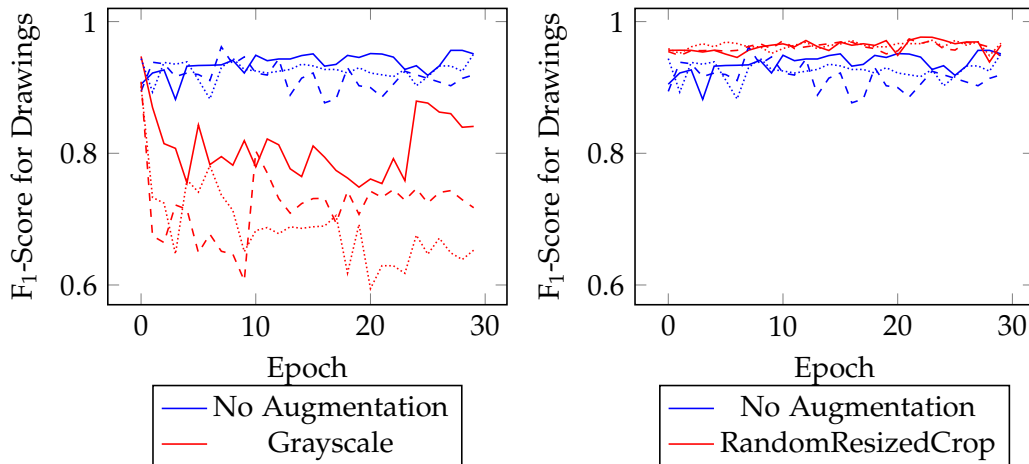 F1-Score for Drawings
1
0.8
0.6
0
10
20
30
Epoch
No Augmentation
Grayscale
F1-Score for Drawings
1
0.8
0.6
0
10
20
30
Epoch
No Augmentation
RandomResizedCrop